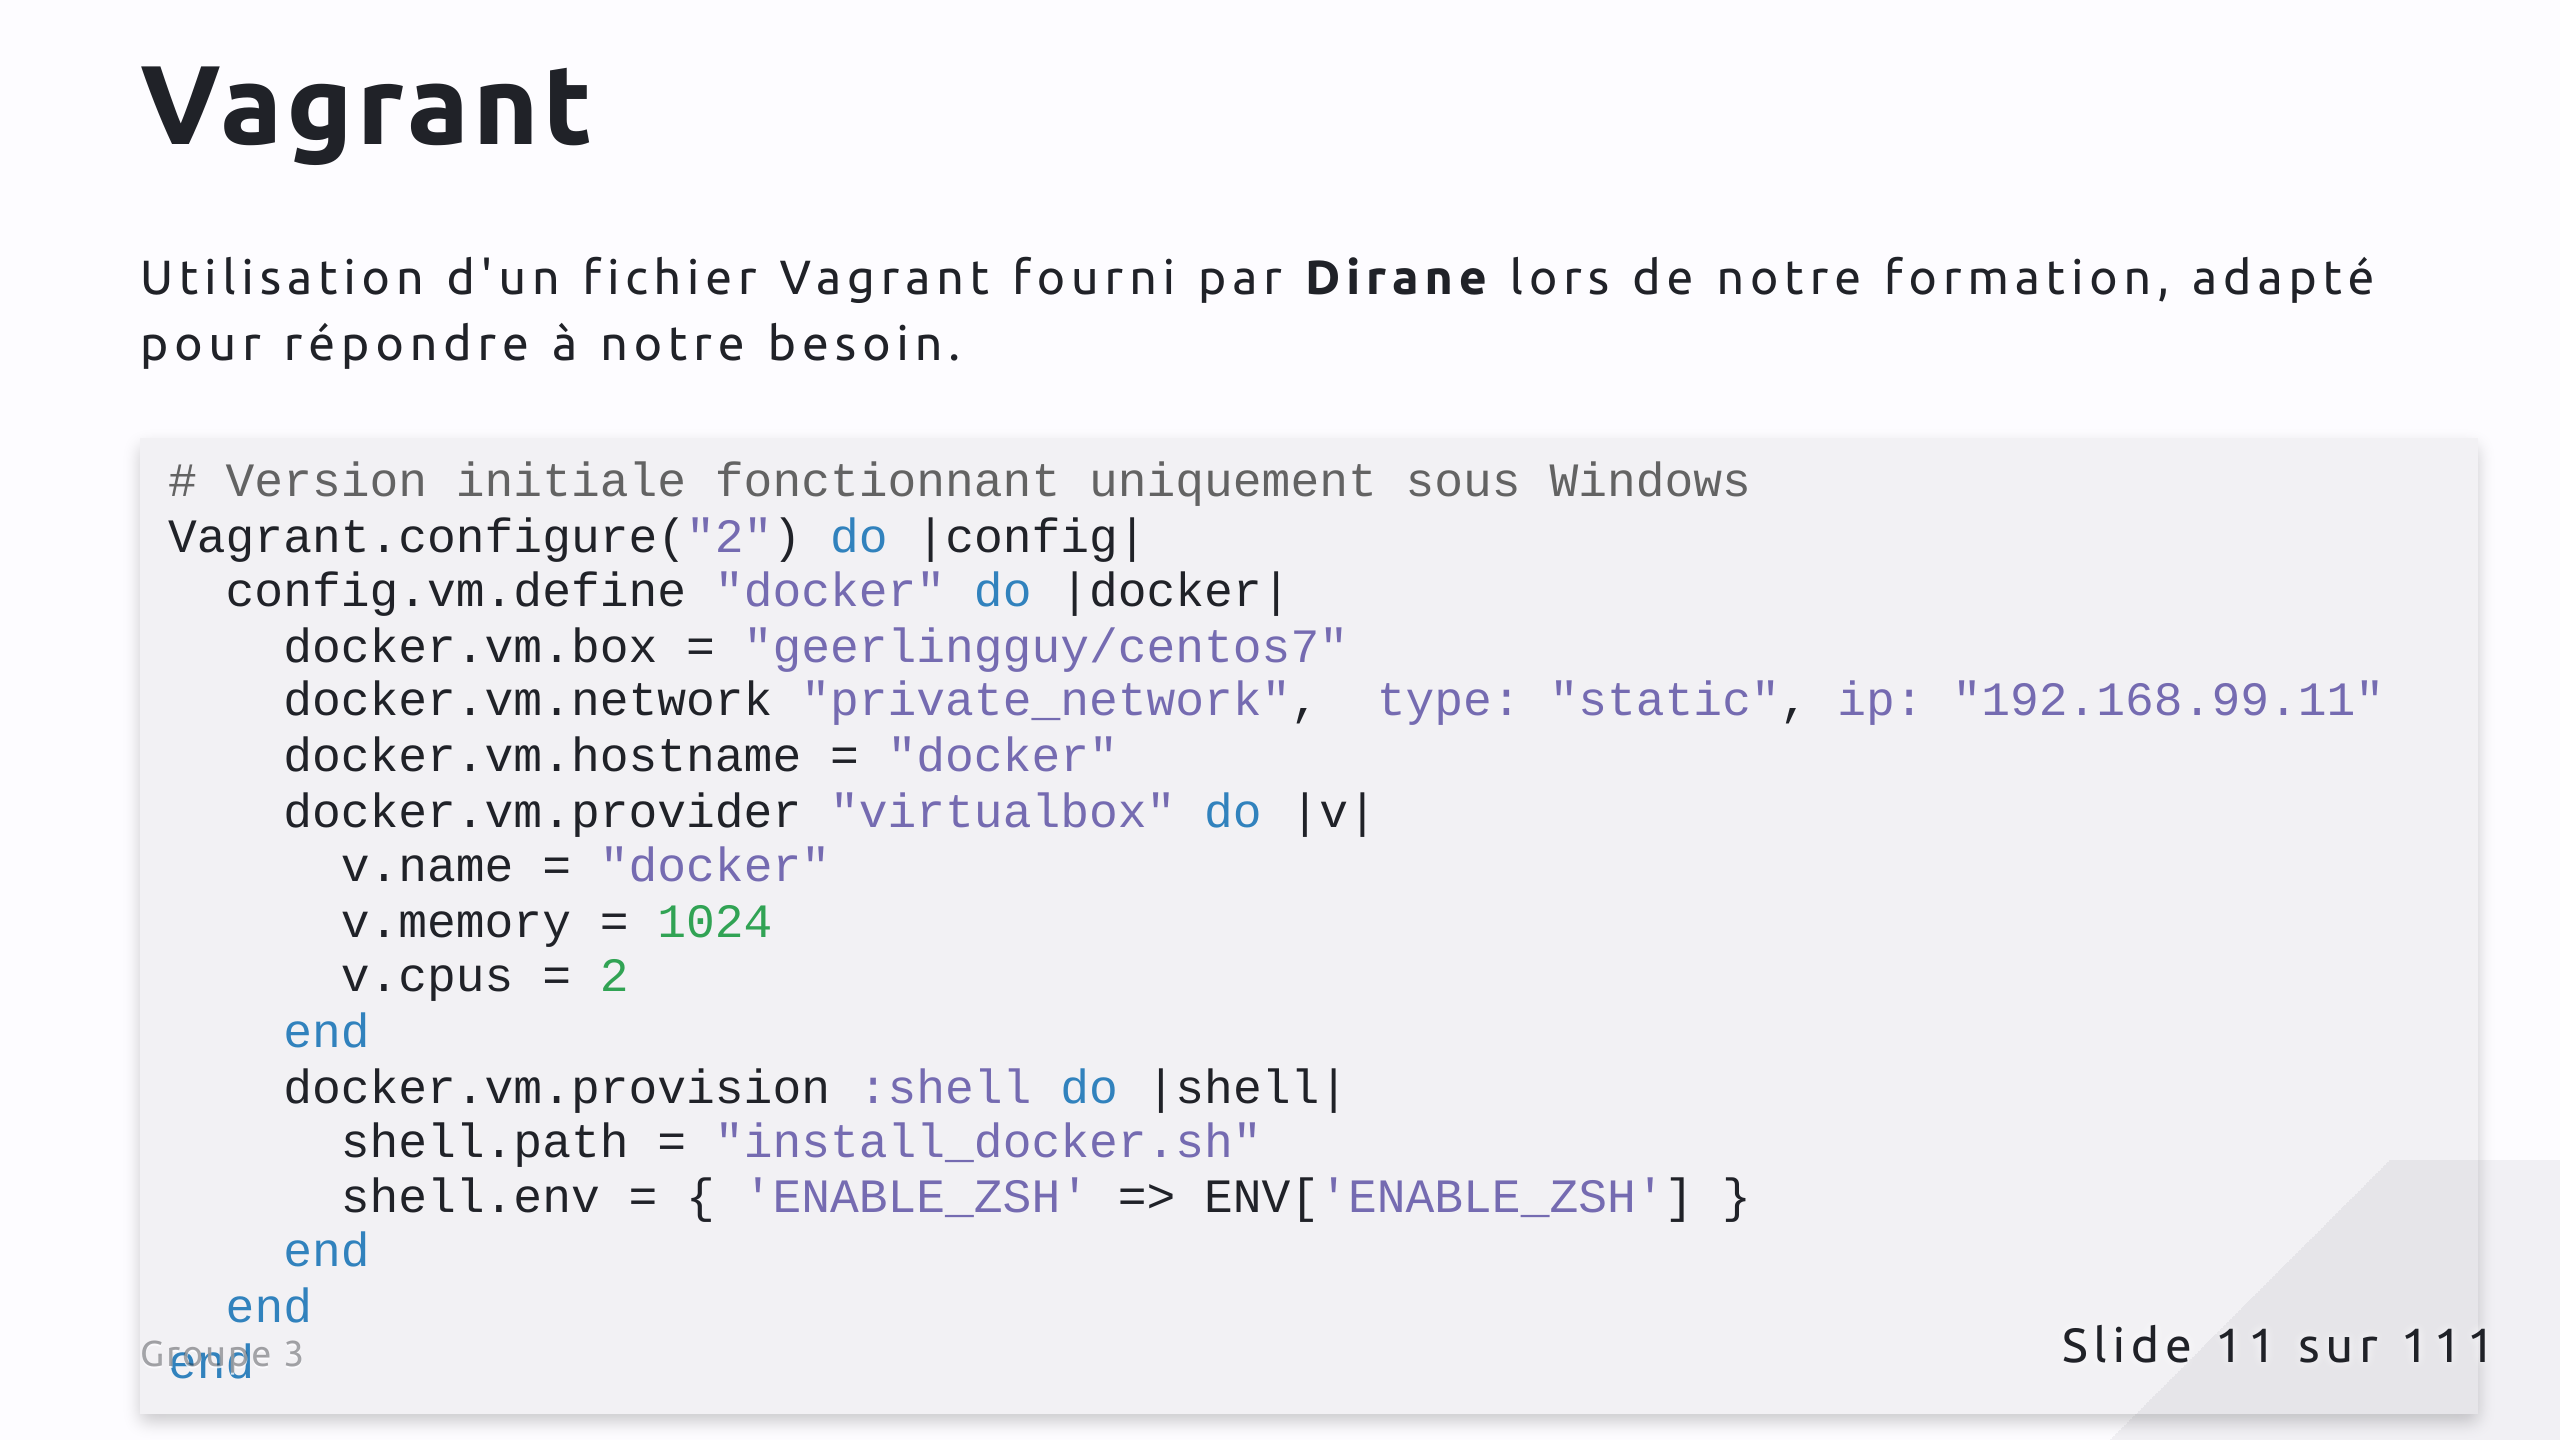 Vagrant
Utilisation d'un fichier Vagrant fourni par Dirane lors de notre formation, adapté
pour répondre à notre besoin.
# Version initiale fonctionnant uniquement sous Windows
Vagrant.configure("2") do |config|
  config.vm.define "docker" do |docker|
    docker.vm.box = "geerlingguy/centos7"
    docker.vm.network "private_network",  type: "static", ip: "192.168.99.11"
    docker.vm.hostname = "docker"
    docker.vm.provider "virtualbox" do |v|
      v.name = "docker"
      v.memory = 1024
      v.cpus = 2
    end
    docker.vm.provision :shell do |shell|
      shell.path = "install_docker.sh"
      shell.env = { 'ENABLE_ZSH' => ENV['ENABLE_ZSH'] }
    end
  end
end
Groupe 3
Slide 11 sur 111